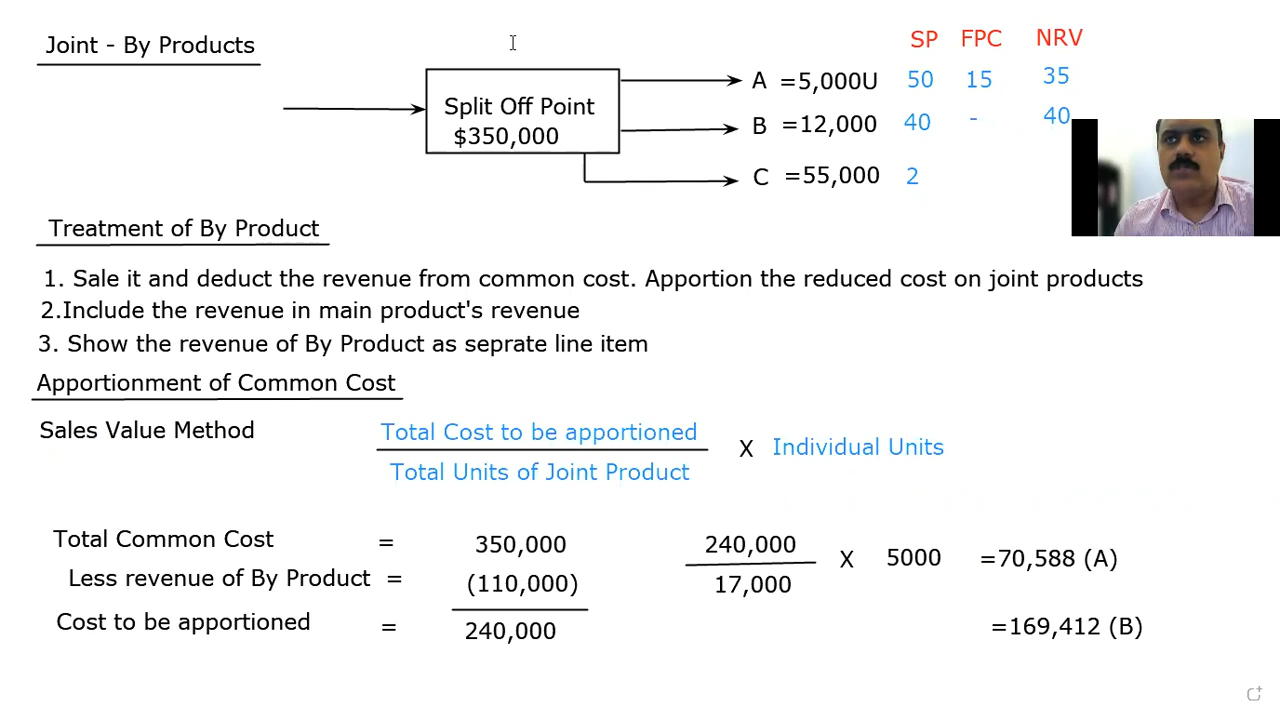 Joint - By Products
SP FPC NRV
A =5,000U 50 15 35
Split Off Point
$350,000
B =12,000 40 - 40
C =55,000 2
Treatment of By Product
1. Sale it and deduct the revenue from common cost. Apportion the reduced cost on joint products
2.Include the revenue in main product's revenue
3. Show the revenue of By Product as seprate line item
Apportionment of Common Cost
Sales Value Method
Total Cost to be apportioned
Total Units of Joint Product
X Individual Units
Total Common Cost = 350,000
Less revenue of By Product = (110,000)
Cost to be apportioned = 240,000
240,000
17,000
X 5000 =70,588 (A)
=169,412 (B)